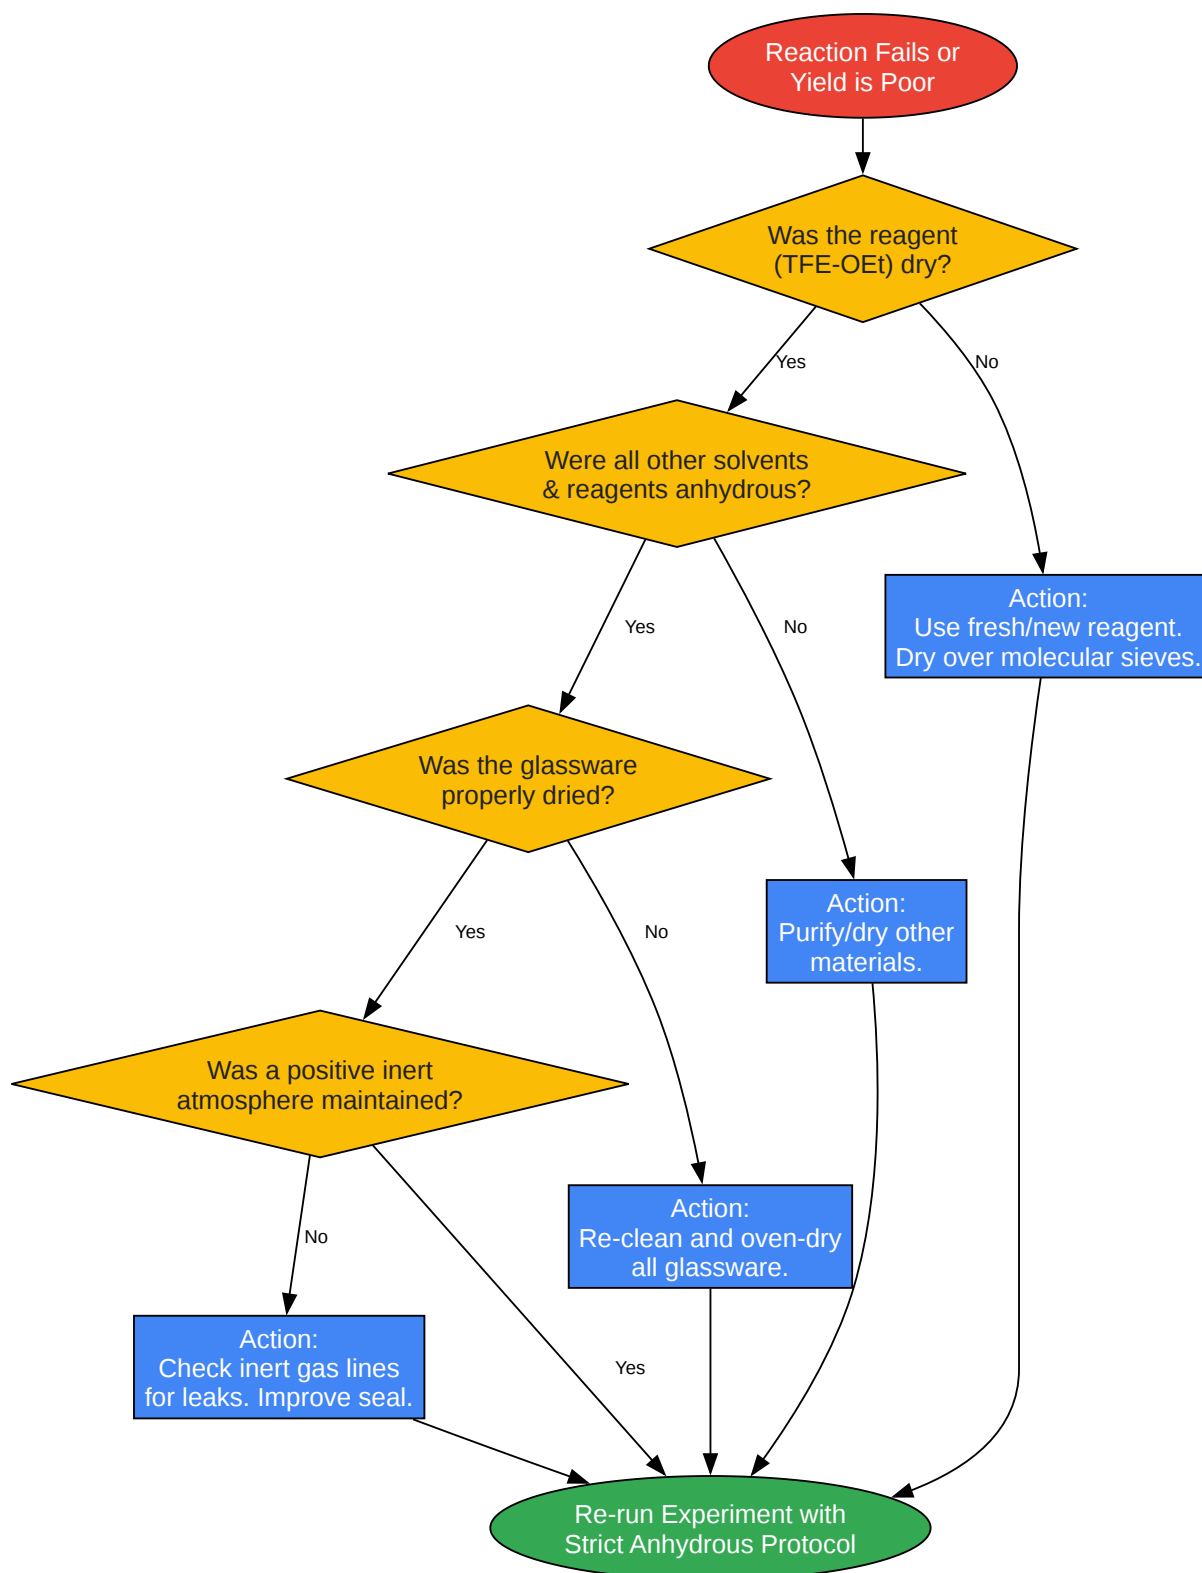 Reaction Fails or
Yield is Poor
Was the reagent
(TFE-OEt) dry?
Yes
No
Were all other solvents
& reagents anhydrous?
Action:
Use fresh/new reagent.
Dry over molecular sieves.
Yes
No
Was the glassware
properly dried?
Action:
Purify/dry other
materials.
Yes
No
Was a positive inert
atmosphere maintained?
Action:
Re-clean and oven-dry
all glassware.
No
Yes
Action:
Check inert gas lines
for leaks. Improve seal.
Re-run Experiment with
Strict Anhydrous Protocol